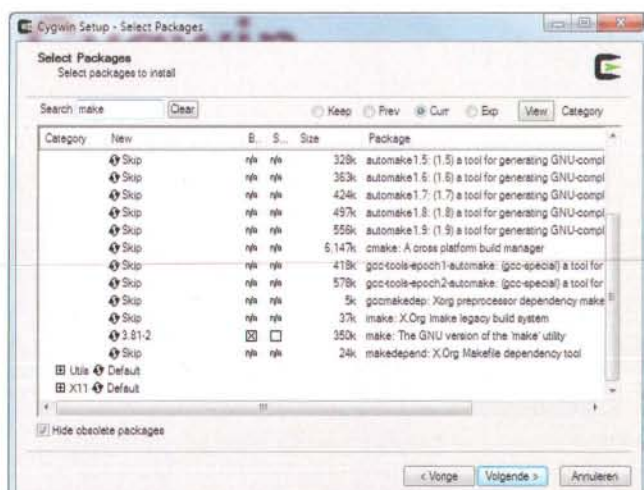 Cygwin Setup - Select Packages
Select Packages
Select packages to install
Search make Clear Keep Prev Curr Exp View Category
Category New B.. S... Size Package
Skip n/a n/a 328k automake1.5: (1.5) a tool for generating GNU-compl
Skip n/a n/a 363k automake1.6: (1.6) a tool for generating GNU-compl
Skip n/a n/a 424k automake1.7: (1.7) a tool for generating GNU-compl
Skip n/a n/a 497k automake1.8: (1.8) a tool for generating GNU-compl
Skip n/a n/a 556k automake1.9: (1.9) a tool for generating GNU-compl
Skip n/a n/a 6,147k cmake: A cross platform build manager
Skip n/a n/a 418k gcc-tools-epoch1-automake: (gcc-special) a tool for
Skip n/a n/a 578k gcc-tools-epoch2-automake: (gcc-special) a tool for
Skip n/a n/a 5k gccmakedep: Xorg preprocessor dependency make
Skip n/a n/a 37k imake: X.Org Imake legacy build system
3.81-2 350k make: The GNU version of the 'make' utility
Skip n/a n/a 24k makedepend: X.Org Makefile dependency tool
Utils Default
X11 Default
Hide obsolete packages
< Vorige Volgende > Annuleren